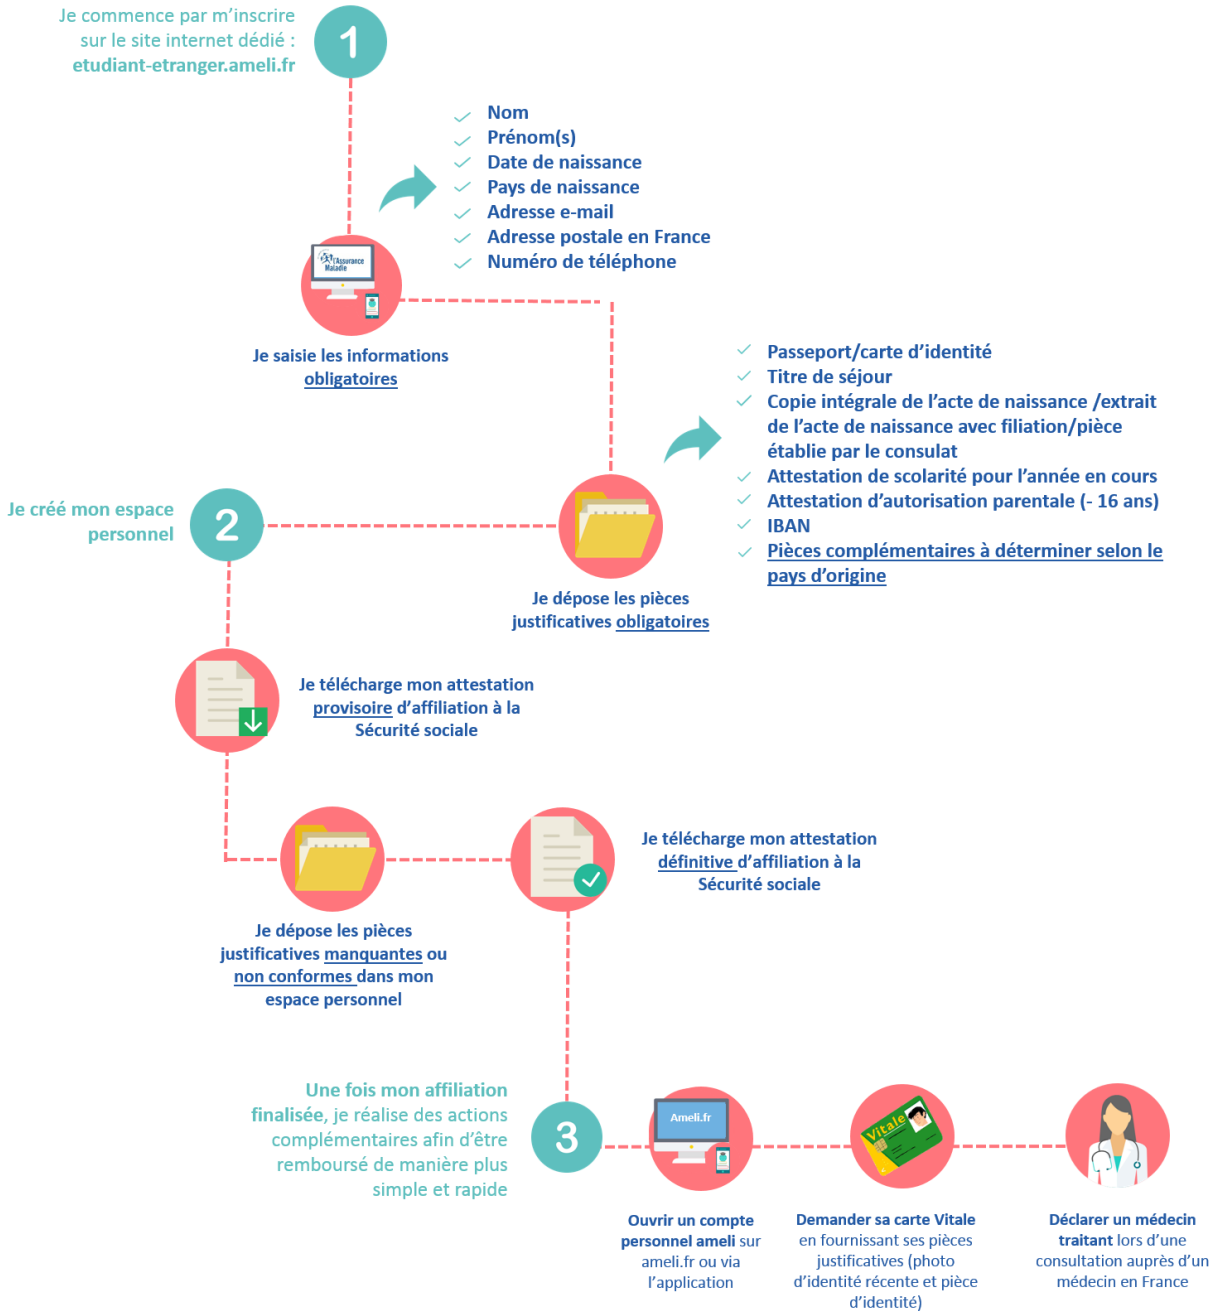 Je commence par m'inscrire
sur le site internet dédié :
etudiant-etranger.ameli.fr
1
Nom
Prénom(s)
Date de naissance
Pays de naissance
Adresse e-mail
Adresse postale en France
Numéro de téléphone
l'Assurance
Maladie
Je saisie les informations
obligatoires
Passeport/carte d'identité
Titre de séjour
Copie intégrale de l'acte de naissance /extrait
de l'acte de naissance avec filiation/pièce
établie par le consulat
Attestation de scolarité pour l'année en cours
Attestation d'autorisation parentale (- 16 ans)
IBAN
Pièces complémentaires à déterminer selon le
pays d'origine
Je dépose les pièces
justificatives obligatoires
Je créé mon espace
personnel
2
Je télécharge mon attestation
provisoire d'affiliation à la
Sécurité sociale
Je dépose les pièces
justificatives manquantes ou
non conformes dans mon
espace personnel
Je télécharge mon attestation
définitive d'affiliation à la
Sécurité sociale
Une fois mon affiliation
finalisée, je réalise des actions
complémentaires afin d'être
remboursé de manière plus
simple et rapide
3
Ameli.fr
Vitale
Ouvrir un compte
personnel ameli sur
ameli.fr ou via
l'application
Demander sa carte Vitale
en fournissant ses pièces
justificatives (photo
d'identité récente et pièce
d'identité)
Déclarer un médecin
traitant lors d'une
consultation auprès d'un
médecin en France